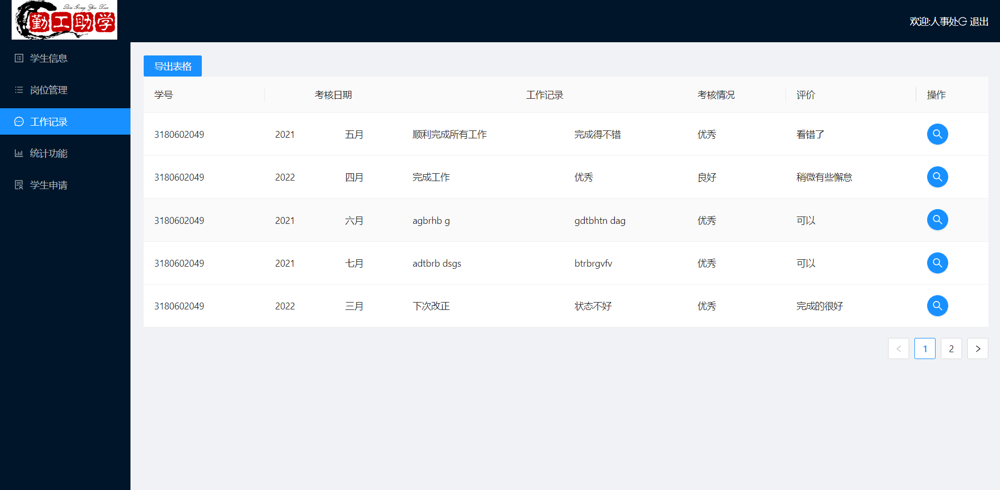 Qin Gong Zhu Xue
勤工助学
欢迎:人事处 退出
学生信息
岗位管理
工作记录
统计功能
学生申请
导出表格
学号 考核日期 工作记录 考核情况 评价 操作
3180602049 2021 五月 顺利完成所有工作 完成得不错 优秀 看错了
3180602049 2022 四月 完成工作 优秀 良好 稍微有些懈怠
3180602049 2021 六月 agbrhb g gdtbhtn dag 优秀 可以
3180602049 2021 七月 adtbrb dsgs btrbrgvfv 优秀 可以
3180602049 2022 三月 下次改正 状态不好 优秀 完成的很好
< 1 2 >